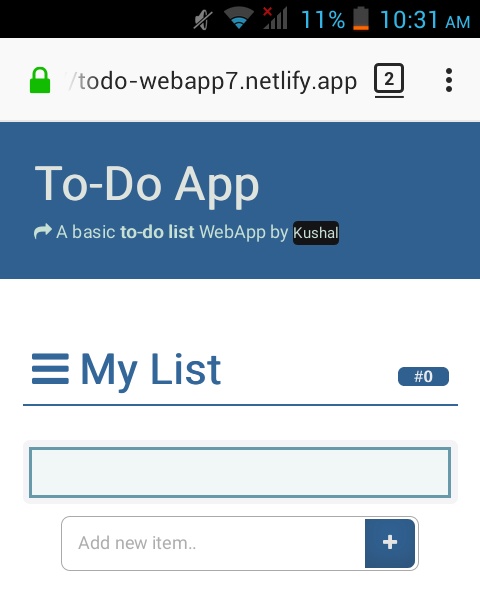 11% 10:31 AM
/todo-webapp7.netlify.app 2
To-Do App
A basic to-do list WebApp by Kushal
My List #0
Add new item.. +